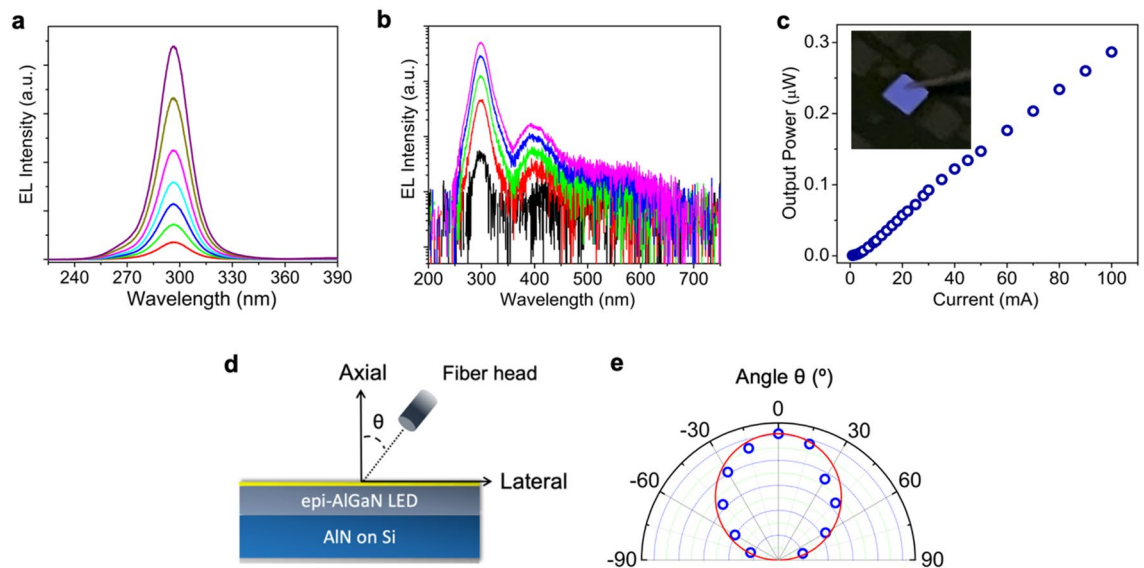 a
EL Intensity (a.u.)
240 270 300 330 360 390
Wavelength (nm)
b
EL Intensity (a.u.)
200 300 400 500 600 700
Wavelength (nm)
c
Output Power (μW)
0.3
0.2
0.1
0.0
0 20 40 60 80 100
Current (mA)
d
Axial
Fiber head
θ
Lateral
epi-AlGaN LED
AlN on Si
e
Angle θ (º)
0
-30 30
-60 60
-90 90